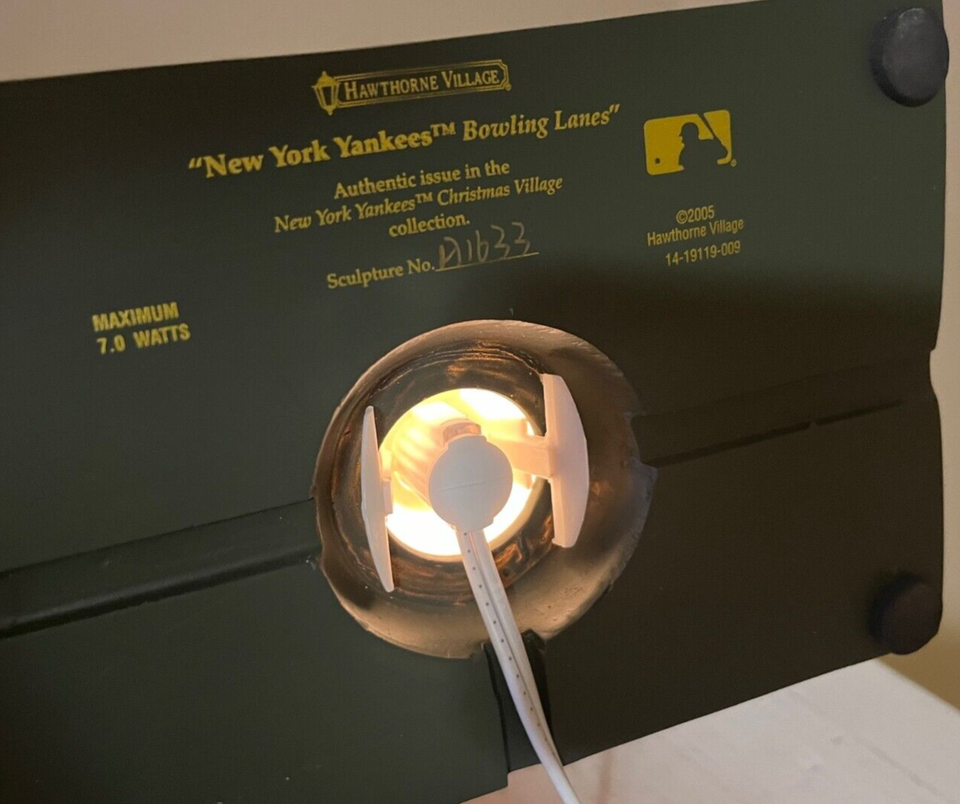 HAWTHORNE VILLAGE
"New York Yankees™ Bowling Lanes"
Authentic issue in the
New York Yankees™ Christmas Village
collection.
Sculpture No. A1633
©2005
Hawthorne Village
14-19119-009
MAXIMUM
7.0 WATTS